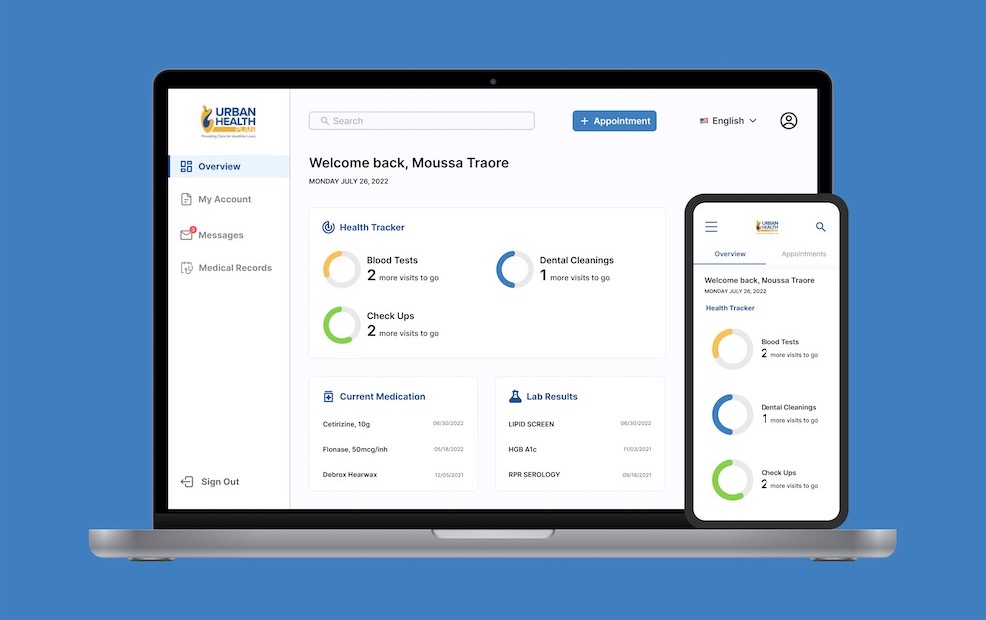 URBAN
HEALTH
PLAN
Providing Care for Healthier Lives
Search
+ Appointment
English
Overview
My Account
Messages
Medical Records
Sign Out
Welcome back, Moussa Traore
MONDAY JULY 26, 2022
Health Tracker
Blood Tests
2 more visits to go
Dental Cleanings
1 more visits to go
Check Ups
2 more visits to go
Current Medication
Cetirizine, 10g 06/30/2022
Flonase, 50mcg/inh 05/18/2022
Debrox Hearwax 12/05/2021
Lab Results
LIPID SCREEN 06/30/2022
HGB A1c 11/03/2021
RPR SEROLOGY 09/16/2021
URBAN
HEALTH
Overview Appointments
Welcome back, Noussa Traore
MONDAY JULY 26, 2022
Health Tracker
Blood Tests
2 more visits to go
Dental Cleanings
1 more visits to go
Check Ups
2 more visits to go